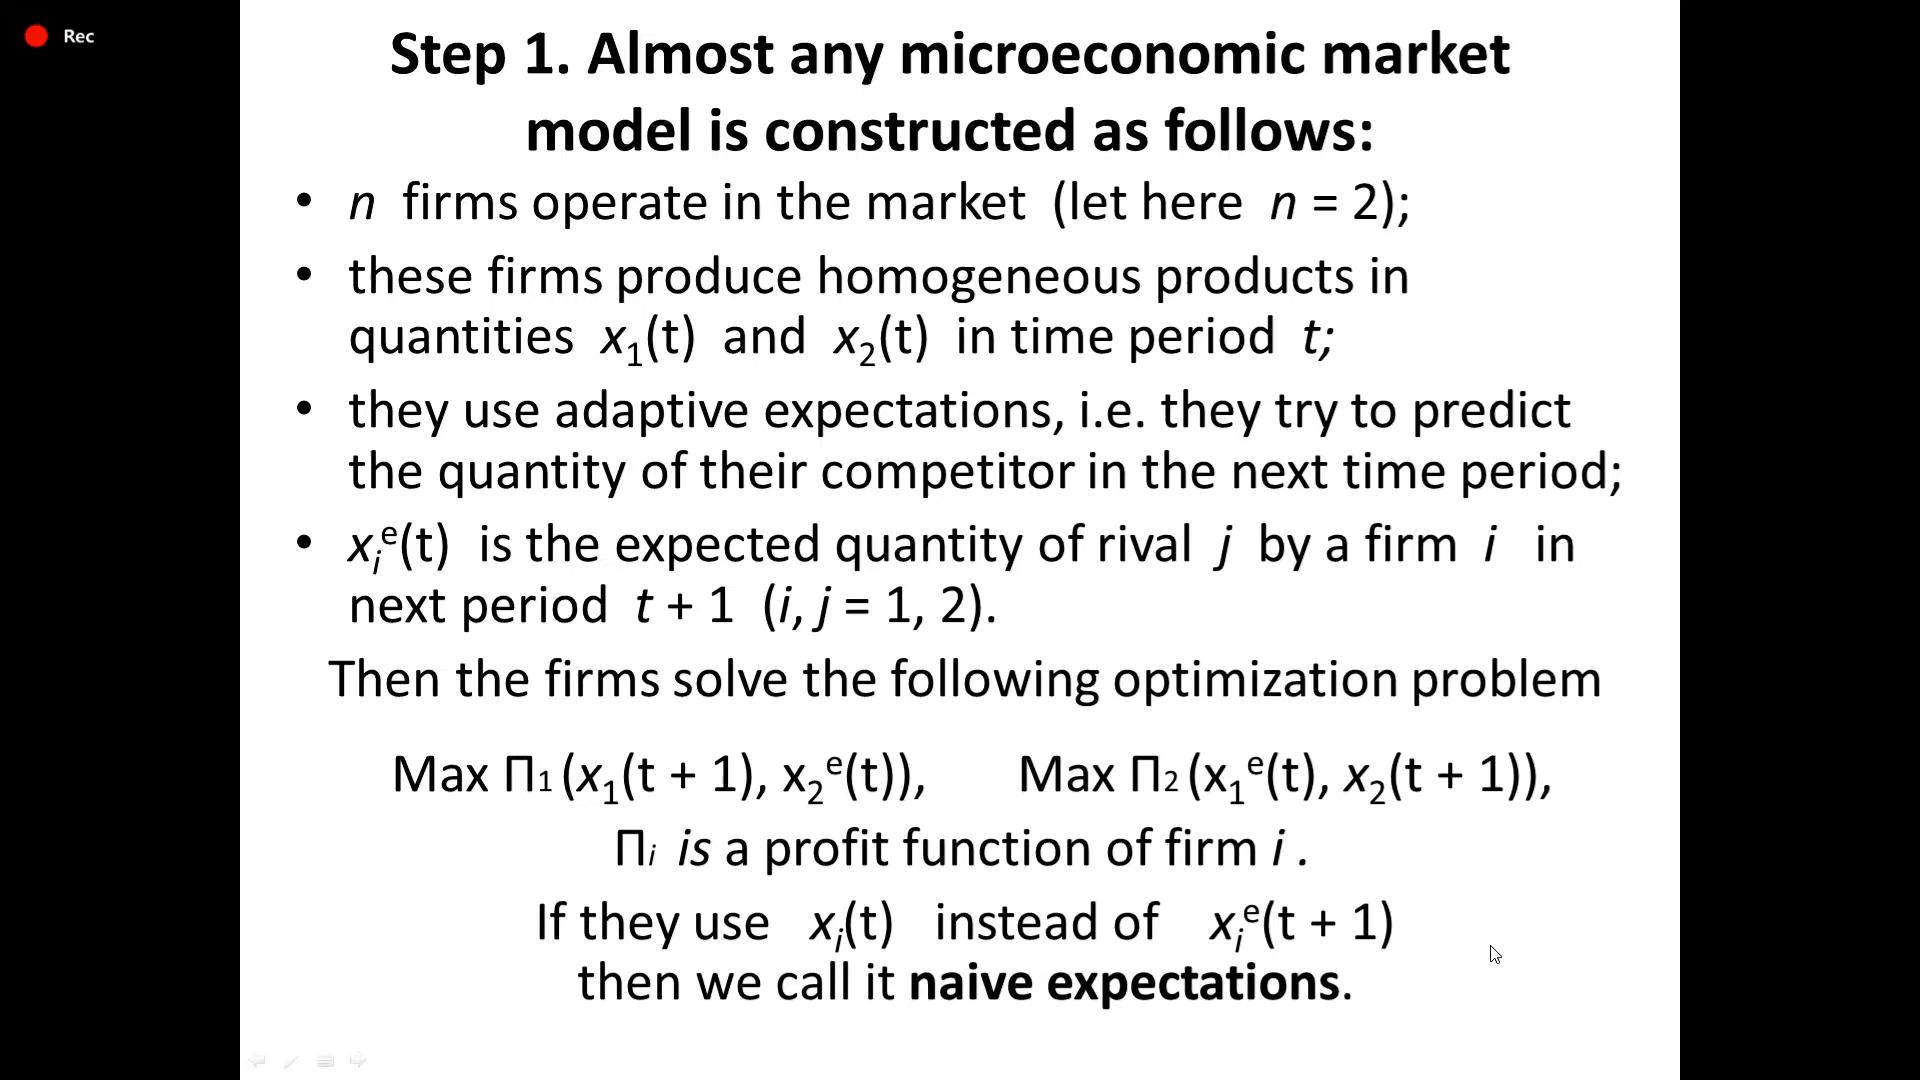 Rec
Step 1. Almost any microeconomic market
model is constructed as follows:
• n firms operate in the market (let here n = 2);
• these firms produce homogeneous products in
quantities x₁(t) and x₂(t) in time period t;
• they use adaptive expectations, i.e. they try to predict
the quantity of their competitor in the next time period;
• xᵢᵉ(t) is the expected quantity of rival j by a firm i in
next period t + 1 (i, j = 1, 2).
Then the firms solve the following optimization problem
Max Π₁ (x₁(t + 1), x₂ᵉ(t)), Max Π₂ (x₁ᵉ(t), x₂(t + 1)),
Πᵢ is a profit function of firm i .
If they use xᵢ(t) instead of xᵢᵉ(t + 1)
then we call it naive expectations.